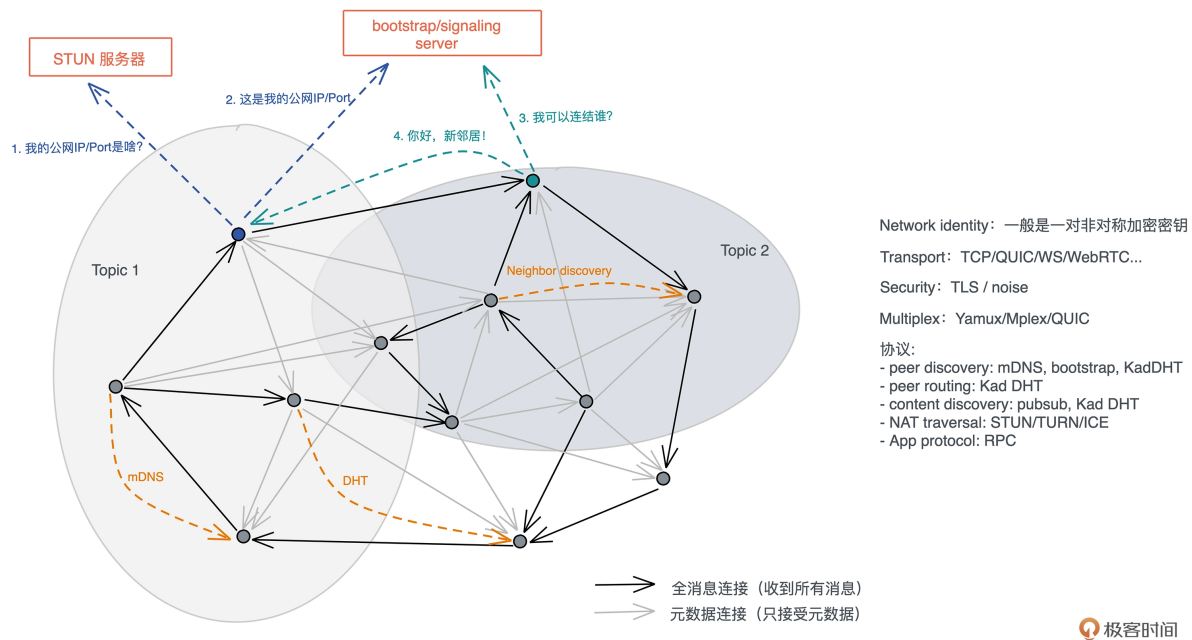 bootstrap/signaling
server
STUN 服务器
2. 这是我的公网IP/Port
3. 我可以连结谁？
4. 你好，新邻居！
1. 我的公网IP/Port是啥？
Topic 1
Topic 2
Neighbor discovery
mDNS
DHT
Network identity：一般是一对非对称加密密钥
Transport：TCP/QUIC/WS/WebRTC...
Security：TLS / noise
Multiplex：Yamux/Mplex/QUIC
协议:
- peer discovery: mDNS, bootstrap, KadDHT
- peer routing: Kad DHT
- content discovery: pubsub, Kad DHT
- NAT traversal: STUN/TURN/ICE
- App protocol: RPC
全消息连接（收到所有消息）
元数据连接（只接受元数据）
极客时间